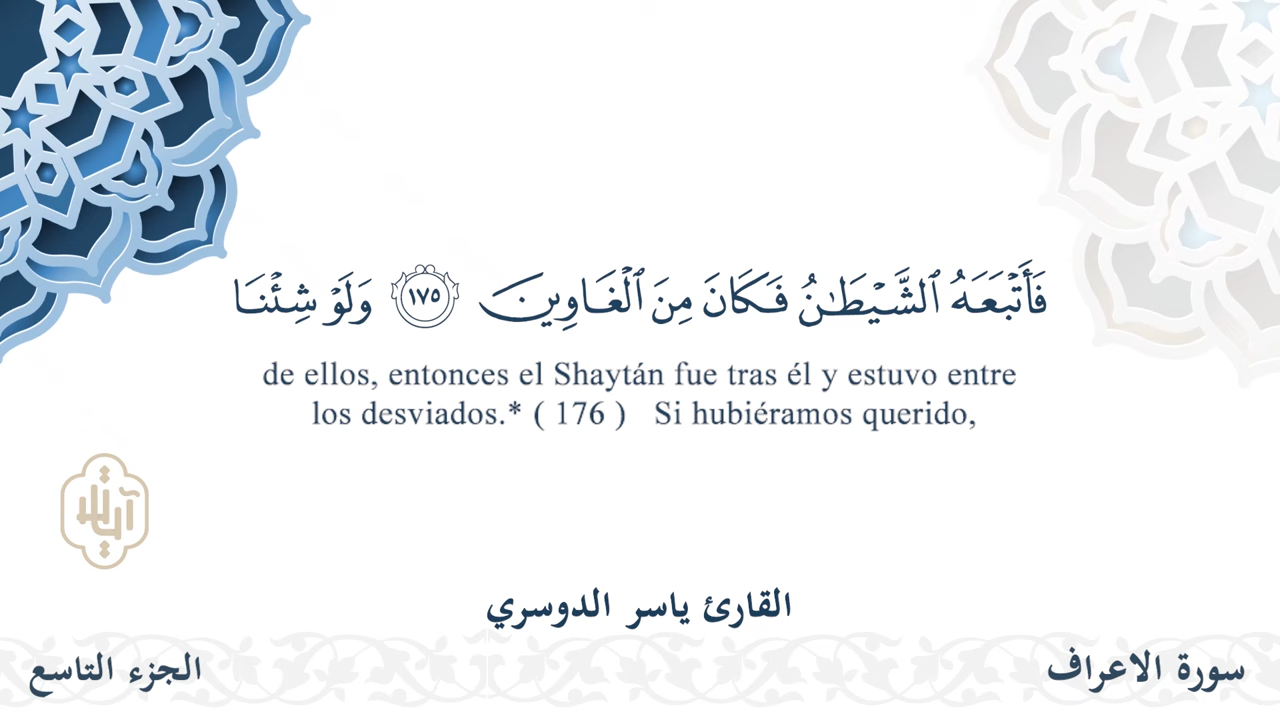 فَأَتۡبَعَهُ ٱلشَّيۡطَٰنُ فَكَانَ مِنَ ٱلۡغَاوِينَ ١٧٥ وَلَوۡ شِئۡنَا
de ellos, entonces el Shaytán fue tras él y estuvo entre
los desviados.* ( 176 ) Si hubiéramos querido,
آيات
القارئ ياسر الدوسري
سورة الاعراف
الجزء التاسع